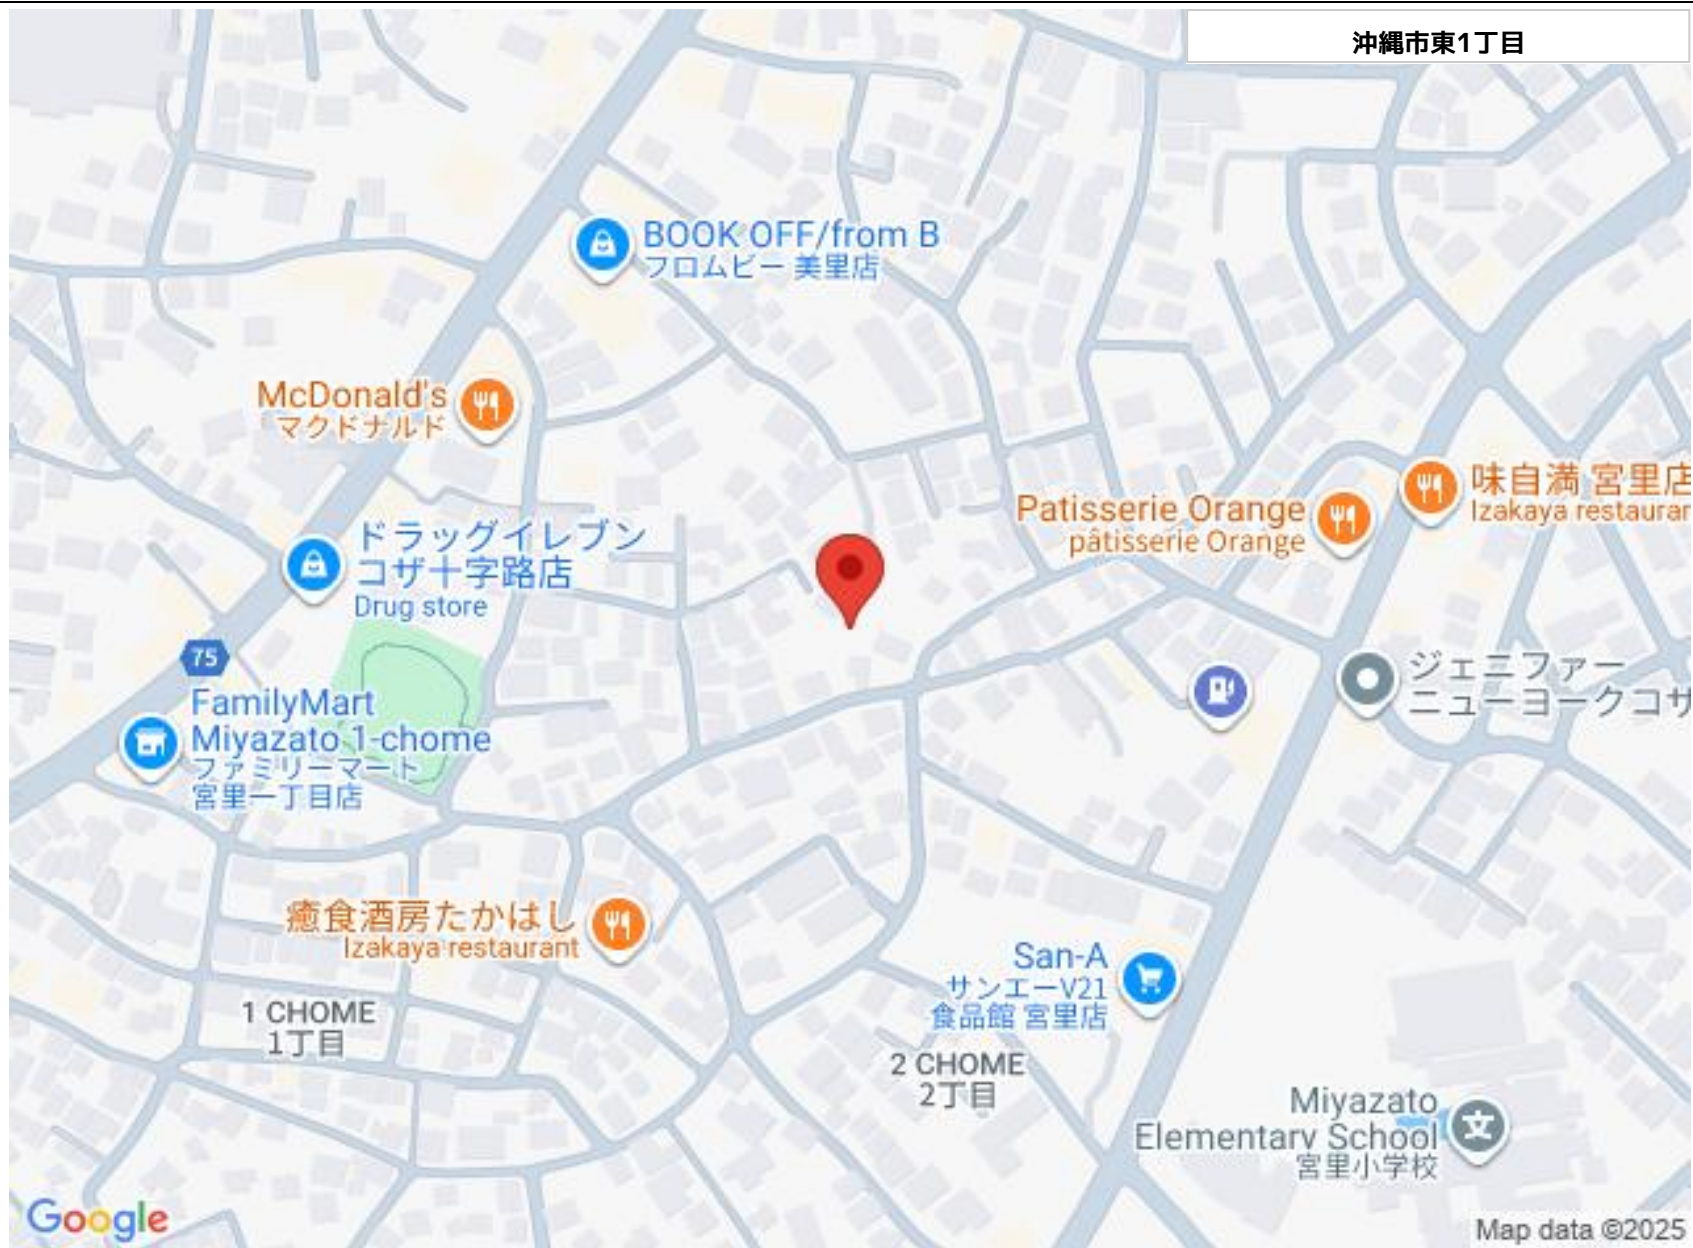 沖縄市東1丁目
BOOK OFF/from B
フロムビー 美里店
McDonald's
マクドナルド
味自満 宮里店
Izakaya restauran
Patisserie Orange
pâtisserie Orange
ドラッグイレブン
コザ十字路店
Drug store
75
ジェニファー
ニューヨークコザ
FamilyMart
Miyazato 1-chome
ファミリーマート
宮里一丁目店
癒食酒房たかはし
Izakaya restaurant
San-A
サンエーV21
食品館 宮里店
1 CHOME
1丁目
2 CHOME
2丁目
Miyazato
Elementary School
宮里小学校
文
Google
Map data ©2025